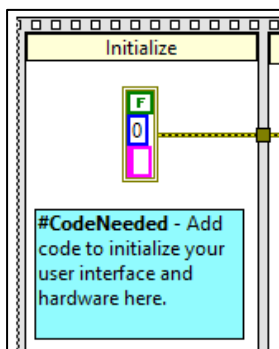 Initialize
F
0
#CodeNeeded - Add
code to initialize your
user interface and
hardware here.